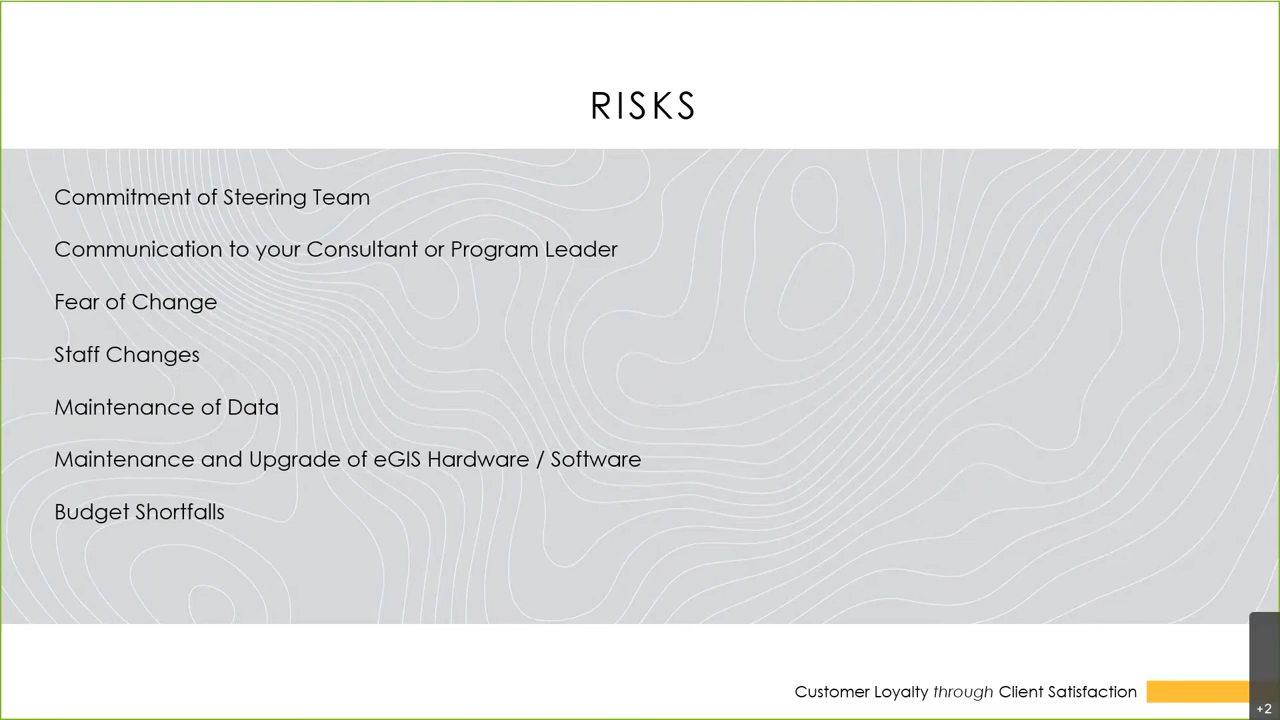 RISKS
Commitment of Steering Team
Communication to your Consultant or Program Leader
Fear of Change
Staff Changes
Maintenance of Data
Maintenance and Upgrade of eGIS Hardware / Software
Budget Shortfalls
Customer Loyalty through Client Satisfaction
+2